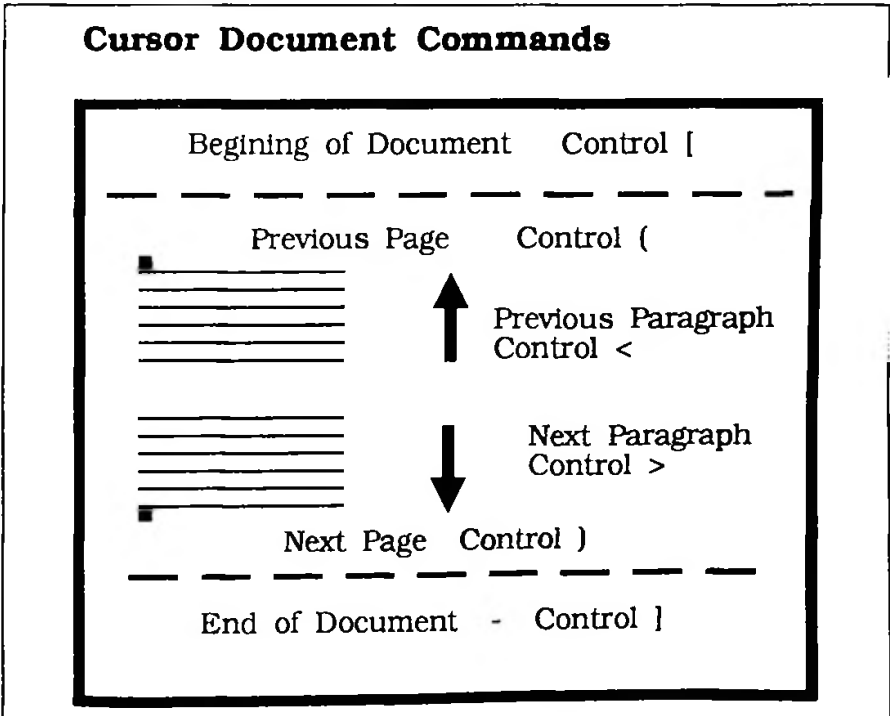 Cursor Document Commands
Begining of Document Control [
Previous Page Control (
Previous Paragraph
Control <
Next Paragraph
Control >
Next Page Control )
End of Document - Control ]